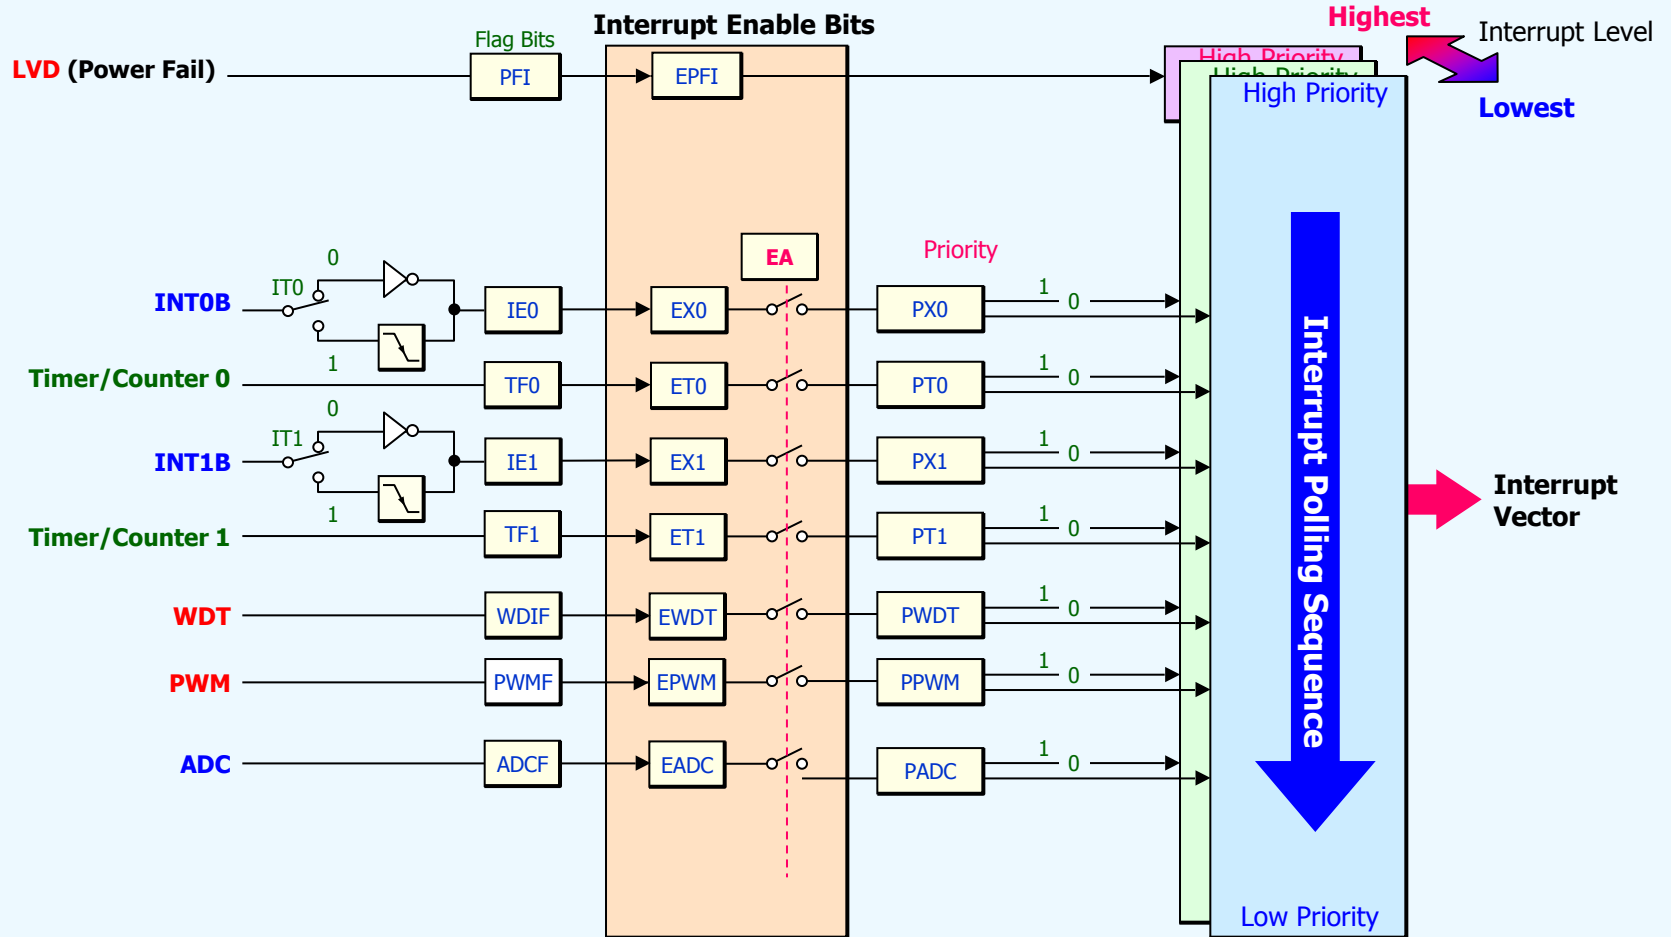 Interrupt Enable Bits
Highest
Interrupt Level
Lowest
Flag Bits
LVD (Power Fail)
PFI
EPFI
High Priority
High Priority
High Priority
EA
Priority
INT0B
IT0
0
1
IE0
EX0
PX0
1
0
Timer/Counter 0
TF0
ET0
PT0
1
0
INT1B
IT1
0
1
IE1
EX1
PX1
1
0
Timer/Counter 1
TF1
ET1
PT1
1
0
WDT
WDIF
EWDT
PWDT
1
0
PWM
PWMF
EPWM
PPWM
1
0
ADC
ADCF
EADC
PADC
1
0
Interrupt Polling Sequence
Interrupt
Vector
Low Priority